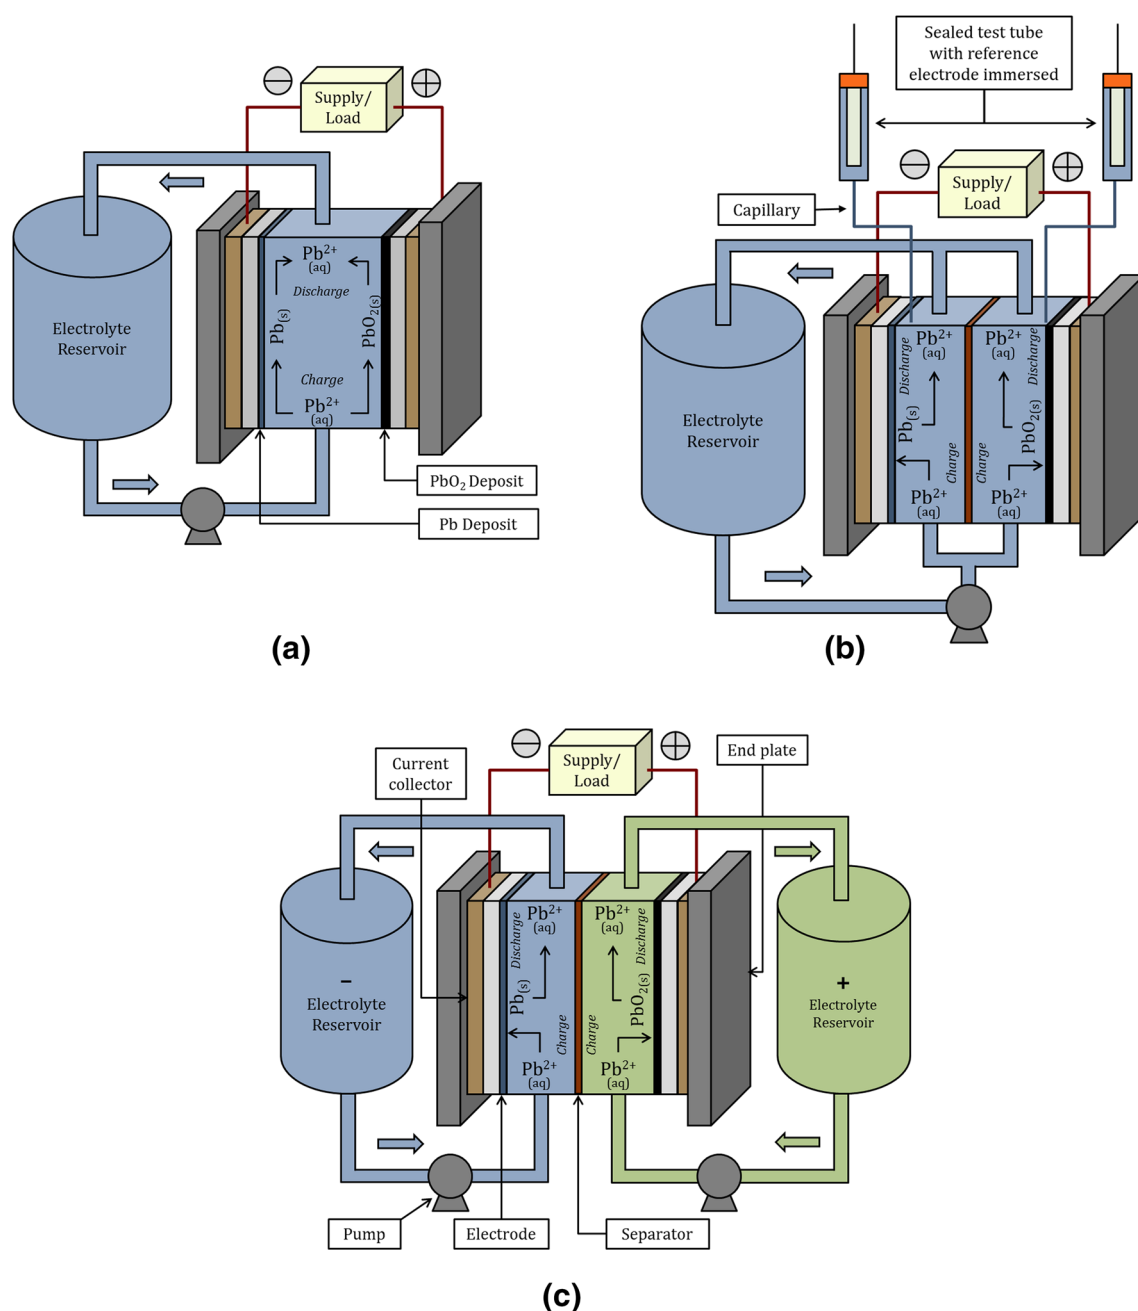 Supply/
Load
Electrolyte
Reservoir
Pb²⁺
(aq)
Discharge
Pb(s)
PbO₂(s)
Charge
Pb²⁺
(aq)
PbO₂ Deposit
Pb Deposit
(a)
Sealed test tube
with reference
electrode immersed
Capillary
Supply/
Load
Electrolyte
Reservoir
Pb²⁺
(aq)
Pb²⁺
(aq)
Discharge
Discharge
Pb(s)
PbO₂(s)
Charge
Charge
Pb²⁺
(aq)
Pb²⁺
(aq)
(b)
Current
collector
Supply/
Load
End plate
−
Electrolyte
Reservoir
Pb²⁺
(aq)
Pb²⁺
(aq)
Discharge
Discharge
Pb(s)
PbO₂(s)
Charge
Charge
Pb²⁺
(aq)
Pb²⁺
(aq)
+
Electrolyte
Reservoir
Pump
Electrode
Separator
(c)